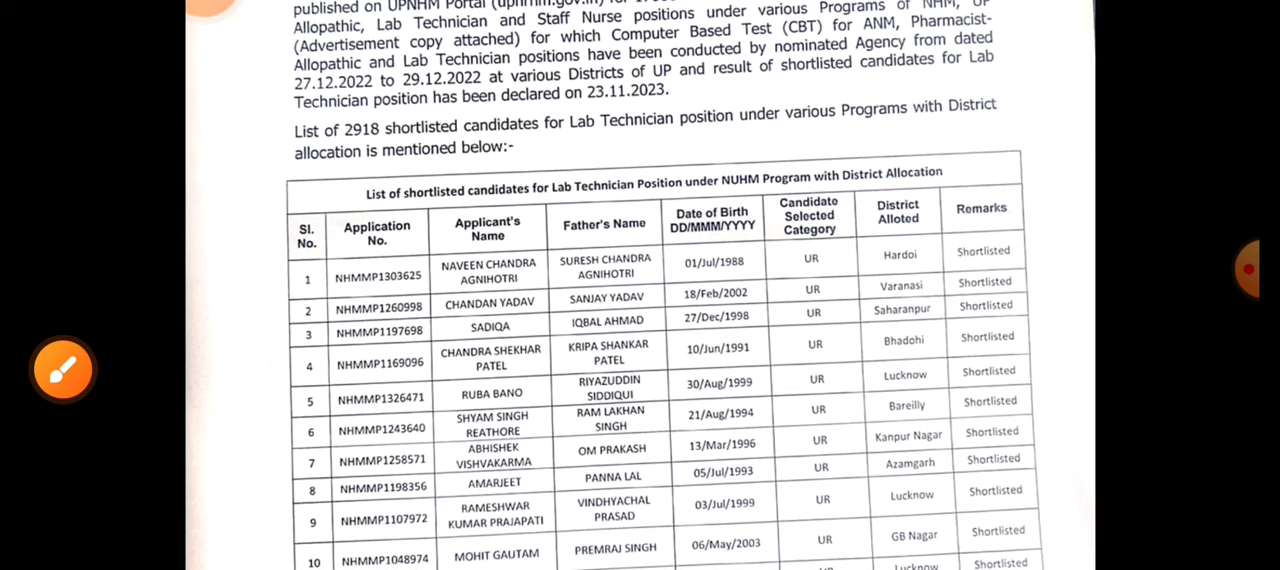 published on UPNHM Portal
Allopathic, Lab Technician and Staff Nurse positions under various Programs of NHM, UP
(Advertisement copy attached) for which Computer Based Test (CBT) for ANM, Pharmacist-
Allopathic and Lab Technician positions have been conducted by nominated Agency from dated
27.12.2022 to 29.12.2022 at various Districts of UP and result of shortlisted candidates for Lab
Technician position has been declared on 23.11.2023.
List of 2918 shortlisted candidates for Lab Technician position under various Programs with District
allocation is mentioned below:-
List of shortlisted candidates for Lab Technician Position under NUHM Program with District Allocation
Sl. No. Application No. Applicant's Name Father's Name Date of Birth DD/MMM/YYYY Candidate Selected Category District Alloted Remarks
1 NHMMP1303625 NAVEEN CHANDRA AGNIHOTRI SURESH CHANDRA AGNIHOTRI 01/Jul/1988 UR Hardoi Shortlisted
2 NHMMP1260998 CHANDAN YADAV SANJAY YADAV 18/Feb/2002 UR Varanasi Shortlisted
3 NHMMP1197698 SADIQA IQBAL AHMAD 27/Dec/1998 UR Saharanpur Shortlisted
4 NHMMP1169096 CHANDRA SHEKHAR PATEL KRIPA SHANKAR PATEL 10/Jun/1991 UR Bhadohi Shortlisted
5 NHMMP1326471 RUBA BANO RIYAZUDDIN SIDDIQUI 30/Aug/1999 UR Lucknow Shortlisted
6 NHMMP1243640 SHYAM SINGH REATHORE RAM LAKHAN SINGH 21/Aug/1994 UR Bareilly Shortlisted
7 NHMMP1258571 ABHISHEK VISHVAKARMA OM PRAKASH 13/Mar/1996 UR Kanpur Nagar Shortlisted
8 NHMMP1198356 AMARJEET PANNA LAL 05/Jul/1993 UR Azamgarh Shortlisted
9 NHMMP1107972 RAMESHWAR KUMAR PRAJAPATI VINDHYACHAL PRASAD 03/Jul/1999 UR Lucknow Shortlisted
10 NHMMP1048974 MOHIT GAUTAM PREMRAJ SINGH 06/May/2003 UR GB Nagar Shortlisted
Lucknow Shortlisted